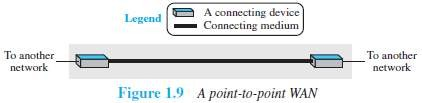 Legend
A connecting device
Connecting medium
To another
network
To another
network
Figure 1.9 A point-to-point WAN